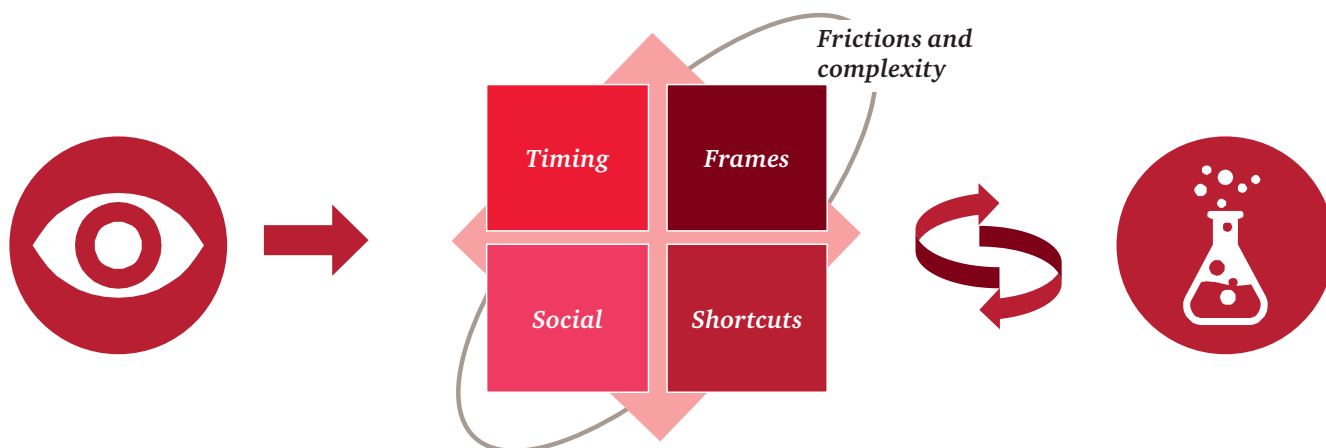 Frictions and
complexity
Timing
Frames
Social
Shortcuts